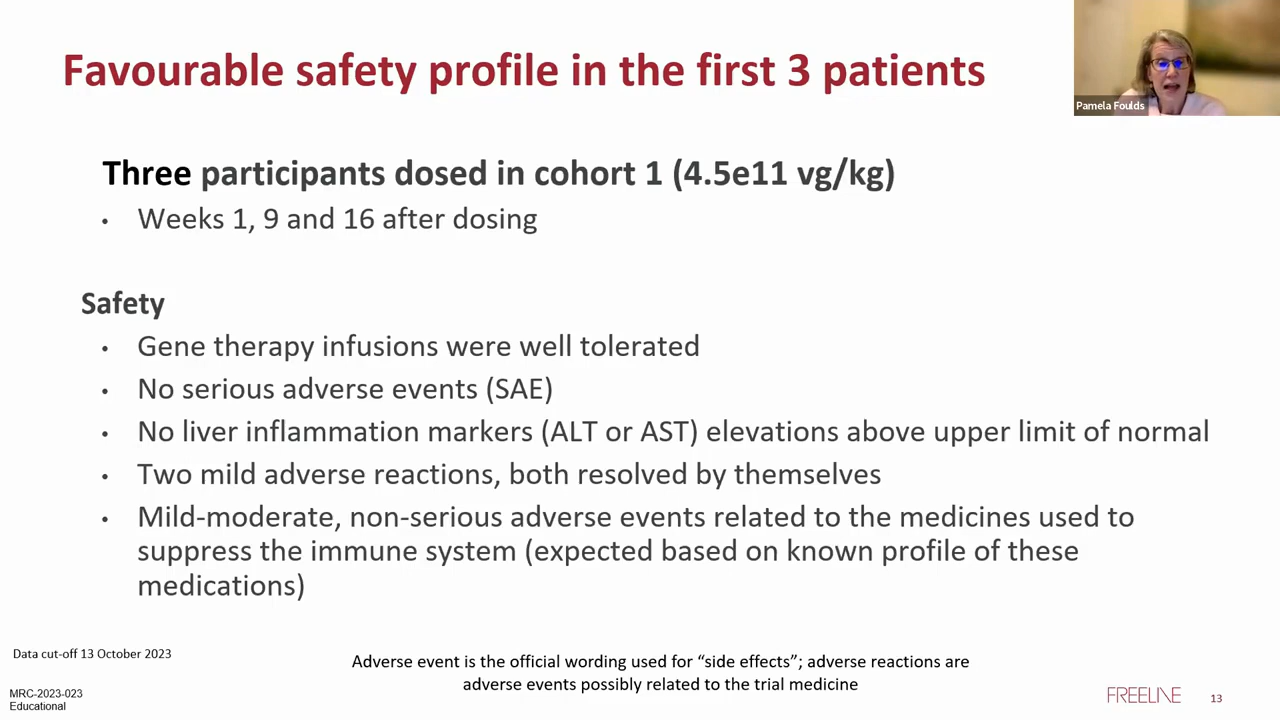 Favourable safety profile in the first 3 patients
Pamela Foulds
Three participants dosed in cohort 1 (4.5e11 vg/kg)
• Weeks 1, 9 and 16 after dosing
Safety
• Gene therapy infusions were well tolerated
• No serious adverse events (SAE)
• No liver inflammation markers (ALT or AST) elevations above upper limit of normal
• Two mild adverse reactions, both resolved by themselves
• Mild-moderate, non-serious adverse events related to the medicines used to
suppress the immune system (expected based on known profile of these
medications)
Data cut-off 13 October 2023
Adverse event is the official wording used for “side effects”; adverse reactions are
adverse events possibly related to the trial medicine
MRC-2023-023
Educational
FREELINE 13